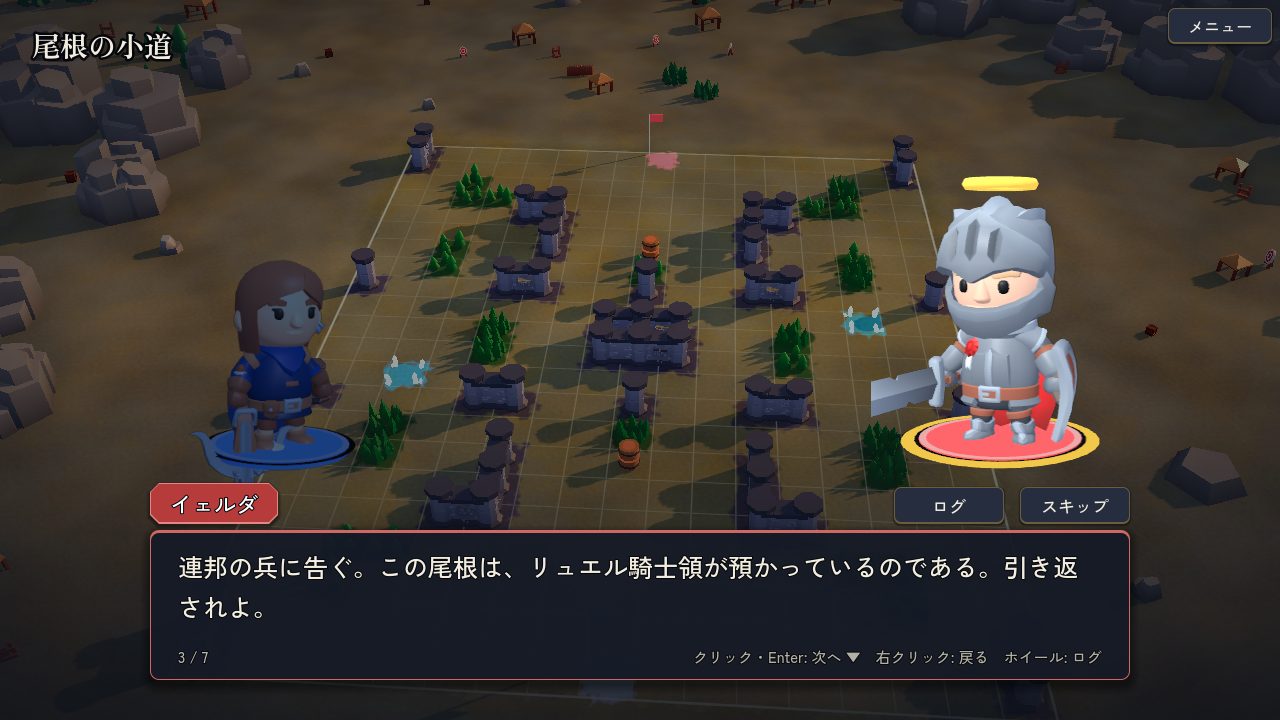 尾根の小道
メニュー
イェルダ
ログ
スキップ
連邦の兵に告ぐ。この尾根は、リュエル騎士領が預かっているのである。引き返
されよ。
3 / 7
クリック・Enter: 次へ ▼ 右クリック: 戻る ホイール: ログ